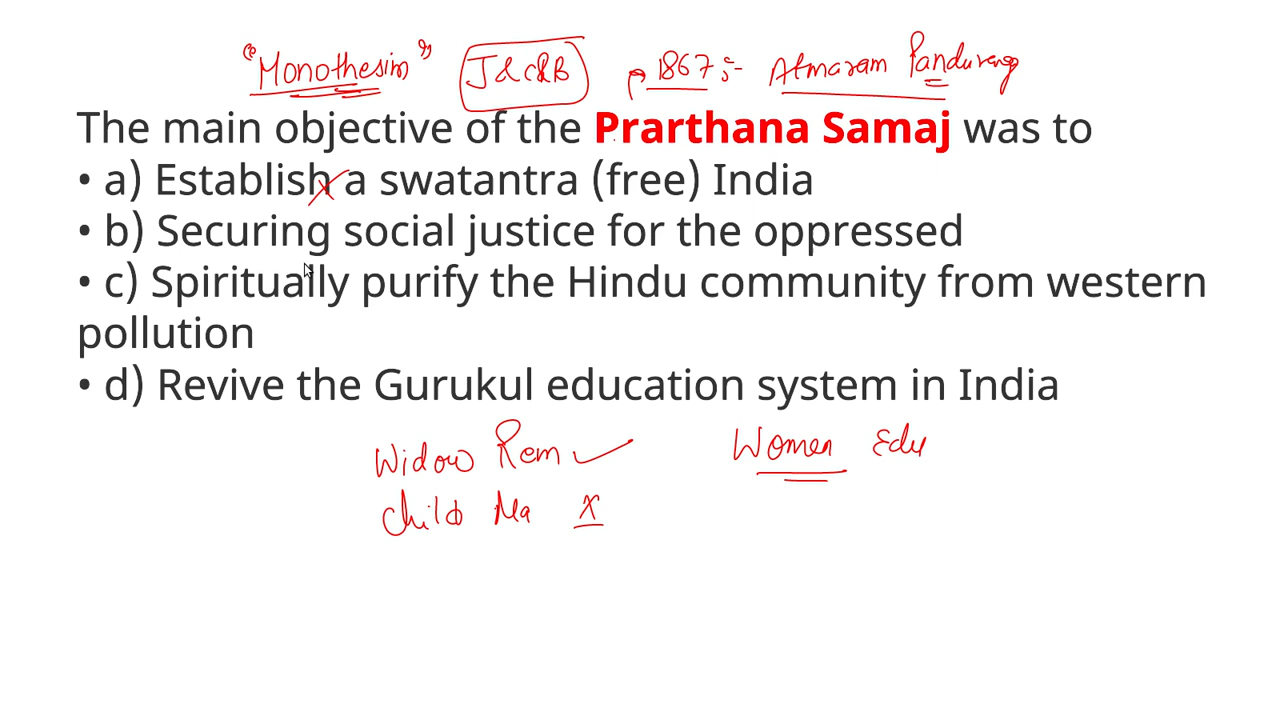 "Monothesim" 1867 :- Atmaram Pandurang
The main objective of the Prarthana Samaj was to
• a) Establish a swatantra (free) India
• b) Securing social justice for the oppressed
• c) Spiritually purify the Hindu community from western
pollution
• d) Revive the Gurukul education system in India
Widow Rem ✓ Women Edu
Child Ma x